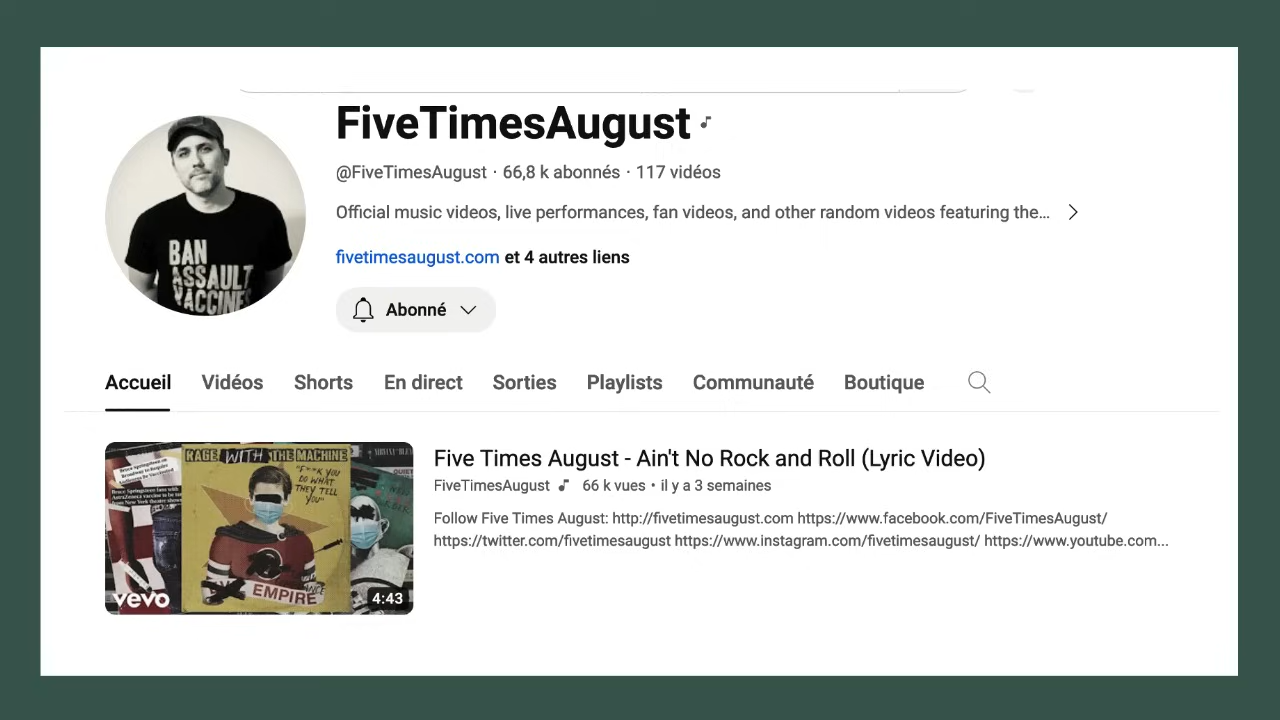 FiveTimesAugust
@FiveTimesAugust · 66,8 k abonnés · 117 vidéos
Official music videos, live performances, fan videos, and other random videos featuring the...
fivetimesaugust.com et 4 autres liens
Abonné
BAN
ASSAULT
VACCINES
Accueil Vidéos Shorts En direct Sorties Playlists Communauté Boutique
Five Times August - Ain't No Rock and Roll (Lyric Video)
FiveTimesAugust 66 k vues • il y a 3 semaines
Follow Five Times August: http://fivetimesaugust.com https://www.facebook.com/FiveTimesAugust/
https://twitter.com/fivetimesaugust https://www.instagram.com/fivetimesaugust/ https://www.youtube.com...
RAGE WITH THE MACHINE
"F**K YOU
DO WHAT
THEY TELL
YOU"
EMPIRE
vevo
4:43